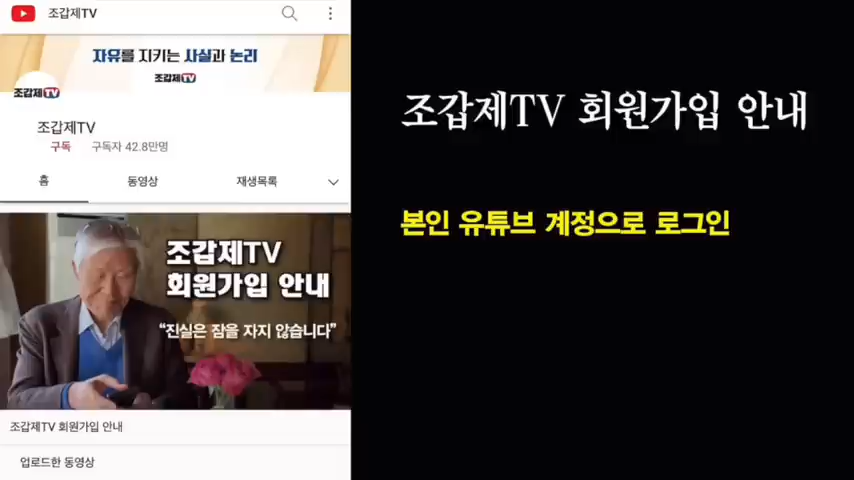 조갑제TV
자유를 지키는 사실과 논리
조갑제TV
조갑제TV
조갑제TV
구독 구독자 42.8만명
홈 동영상 재생목록
조갑제TV
회원가입 안내
“진실은 잠을 자지 않습니다”
조갑제TV 회원가입 안내
업로드한 동영상
조갑제TV 회원가입 안내
본인 유튜브 계정으로 로그인